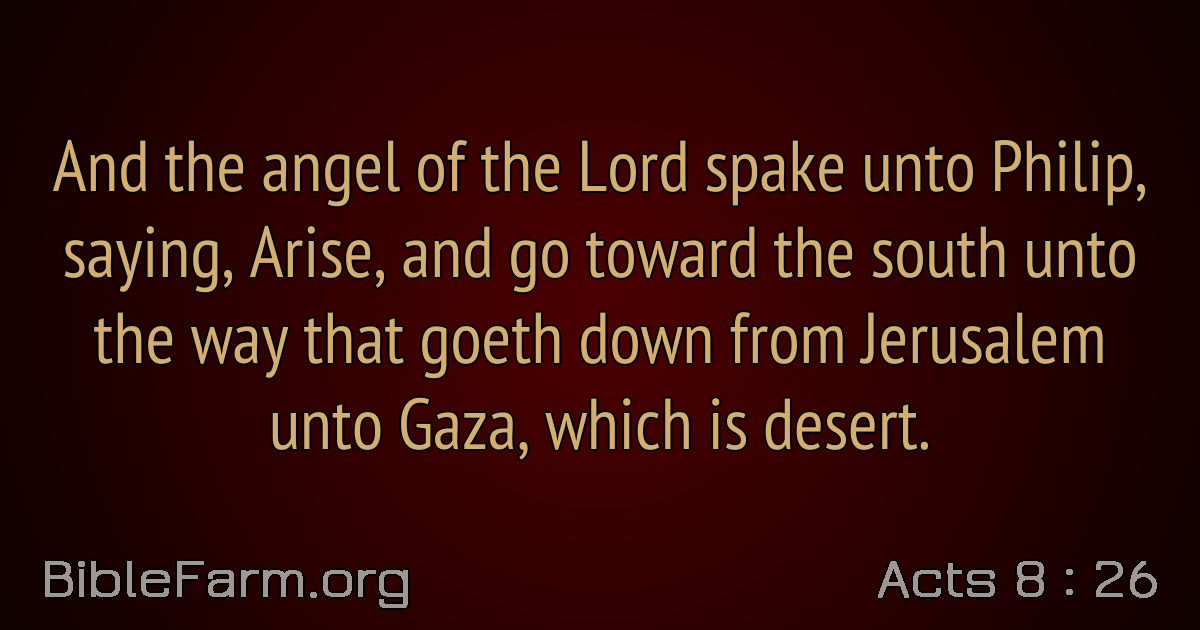 And the angel of the Lord spake unto Philip,
saying, Arise, and go toward the south unto
the way that goeth down from Jerusalem
unto Gaza, which is desert.
BibleFarm.org
Acts 8 : 26